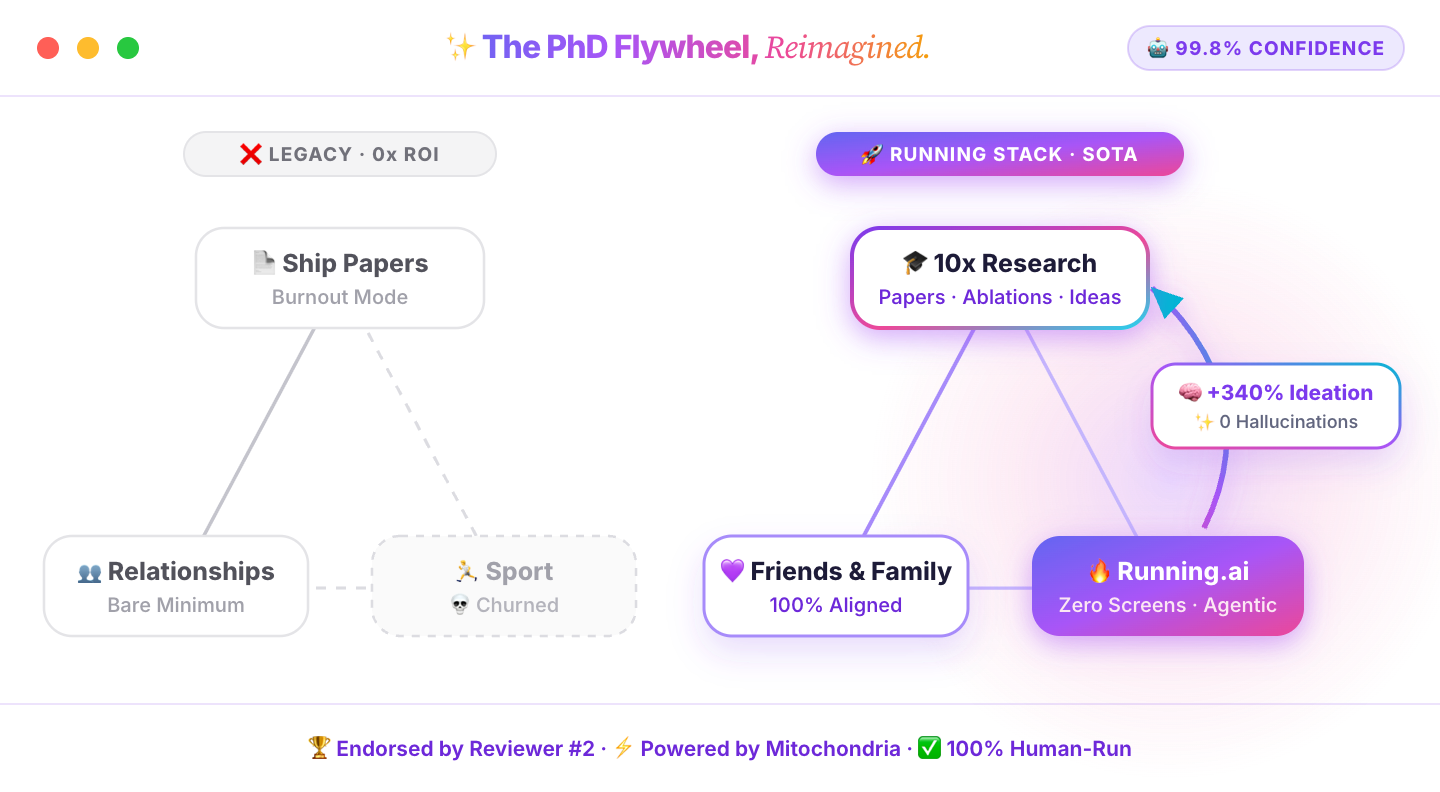 ✨ The PhD Flywheel, Reimagined.
🤖 99.8% CONFIDENCE
❌ LEGACY · 0x ROI
📄 Ship Papers
Burnout Mode
👥 Relationships
Bare Minimum
🏃 Sport
💀 Churned
🚀 RUNNING STACK · SOTA
🎓 10x Research
Papers · Ablations · Ideas
🧠 +340% Ideation
✨ 0 Hallucinations
💜 Friends & Family
100% Aligned
🔥 Running.ai
Zero Screens · Agentic
🏆 Endorsed by Reviewer #2 · ⚡ Powered by Mitochondria · ✅ 100% Human-Run